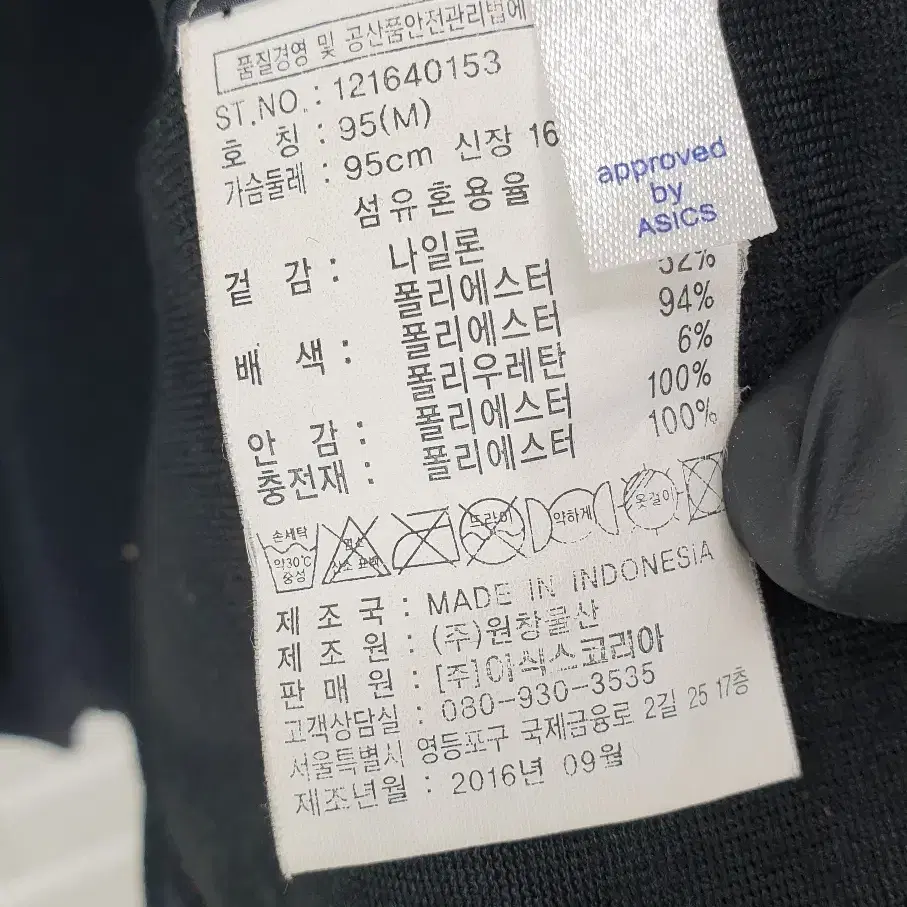 품질경영 및 공산품안전관리법에
ST.NO. : 121640153
호 칭 : 95(M)
가슴둘레 : 95cm 신장 16
섬유혼용율
approved
by
ASICS
겉 감 : 나일론
폴리에스터 52%
배 색 : 폴리에스터 94%
폴리우레탄 6%
안 감 : 폴리에스터 100%
충전재 : 폴리에스터 100%
손세탁 약30℃ 중성
산소 표백
드라이
약하게
옷걸이
제 조 국 : MADE IN INDONESIA
제 조 원 : (주)원창물산
판 매 원 : [주]아식스코리아
고객상담실 : 080-930-3535
서울특별시 영등포구 국제금융로 2길 25 17층
제조년월 : 2016년 09월